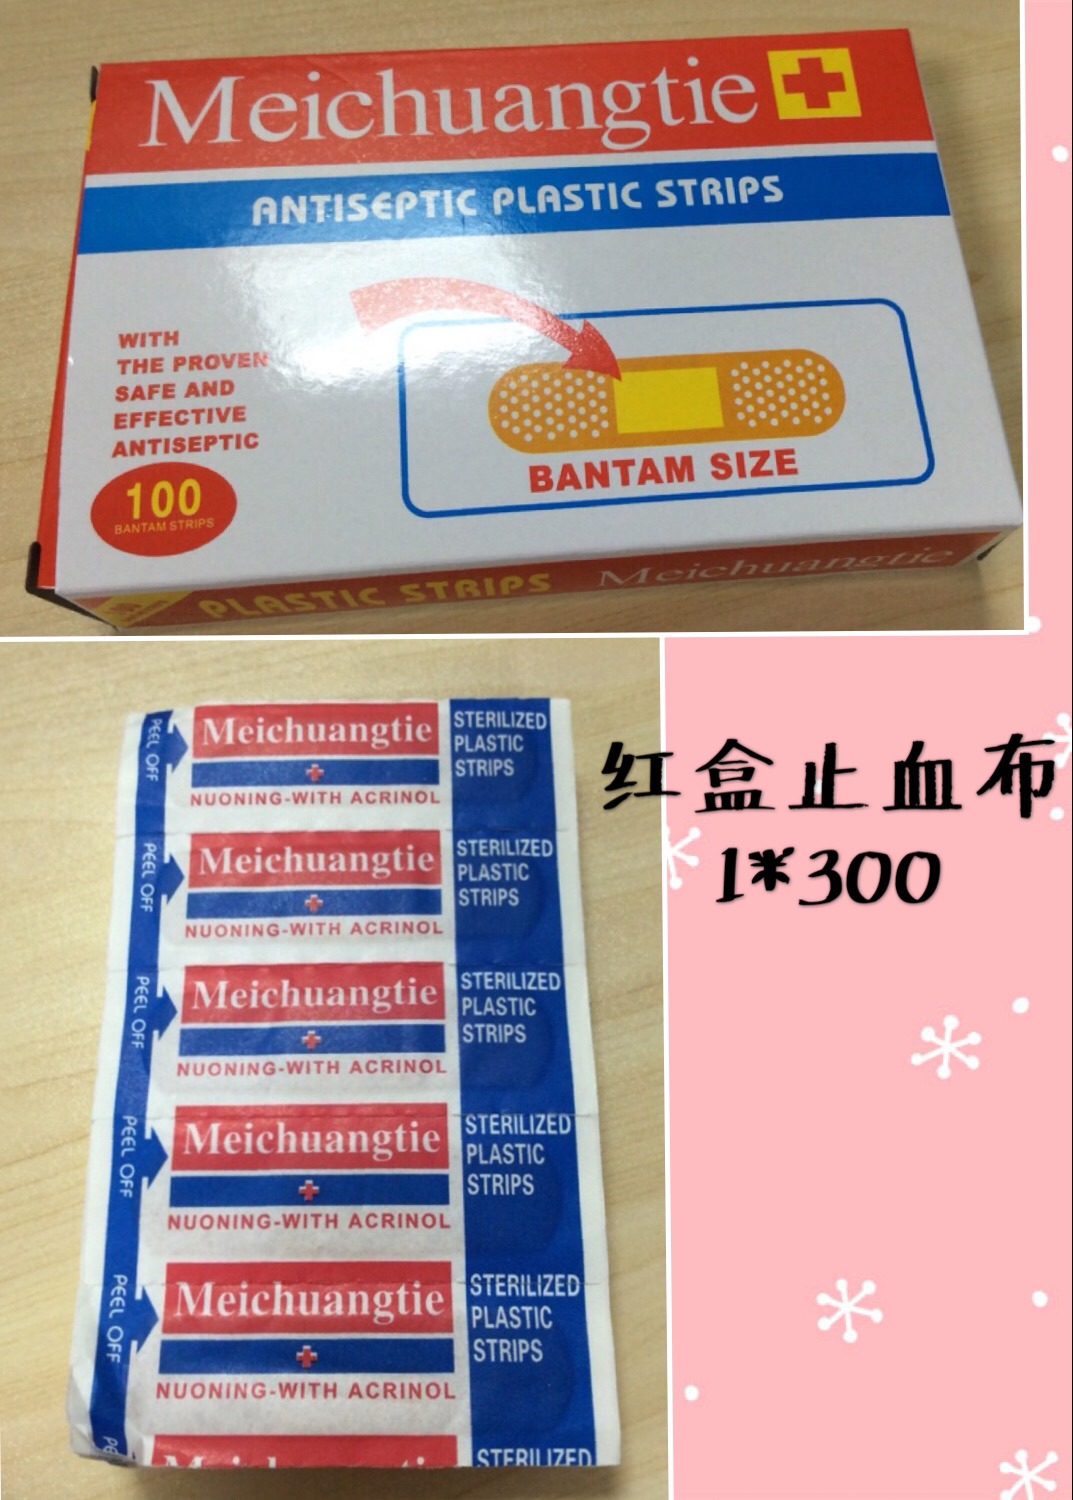 Meichuangtie
ANTISEPTIC PLASTIC STRIPS
WITH
THE PROVEN
SAFE AND
EFFECTIVE
ANTISEPTIC
100
BANTAM STRIPS
BANTAM SIZE
PLASTIC STRIPS Meichuangtie
PEEL OFF
Meichuangtie
NUONING-WITH ACRINOL
STERILIZED
PLASTIC
STRIPS
PEEL OFF
Meichuangtie
NUONING-WITH ACRINOL
STERILIZED
PLASTIC
STRIPS
PEEL OFF
Meichuangtie
NUONING-WITH ACRINOL
STERILIZED
PLASTIC
STRIPS
PEEL OFF
Meichuangtie
NUONING-WITH ACRINOL
STERILIZED
PLASTIC
STRIPS
PEEL OFF
Meichuangtie
NUONING-WITH ACRINOL
STERILIZED
PLASTIC
STRIPS
STERILIZED
红盒止血布
1*300